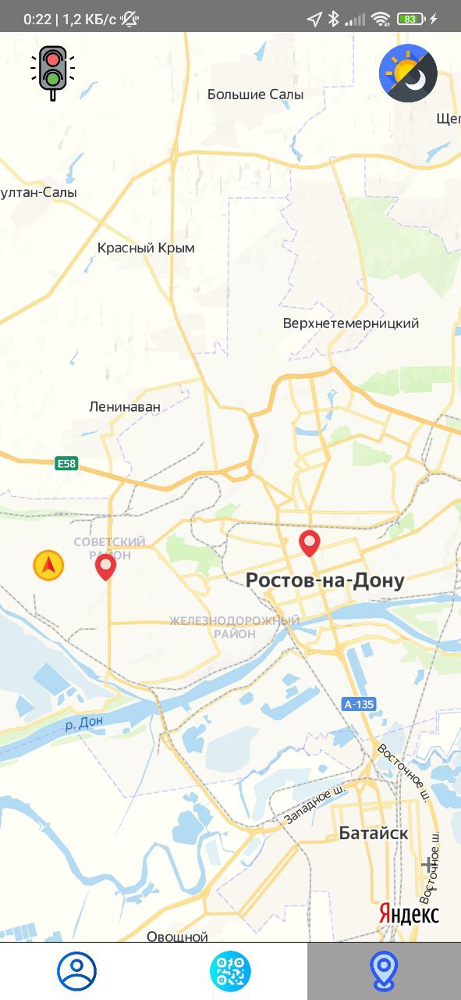 0:22 | 1,2 КБ/с
83
Большие Салы
Щеп
ултан-Салы
Красный Крым
Верхнетемерницкий
Ленинаван
E58
СОВЕТСКИЙ
РАЙОН
Ростов-на-Дону
ЖЕЛЕЗНОДОРОЖНЫЙ
РАЙОН
А-135
р. Дон
Восточное ш.
Западное ш.
Батайск
Восточное ш.
Яндекс
Овощной